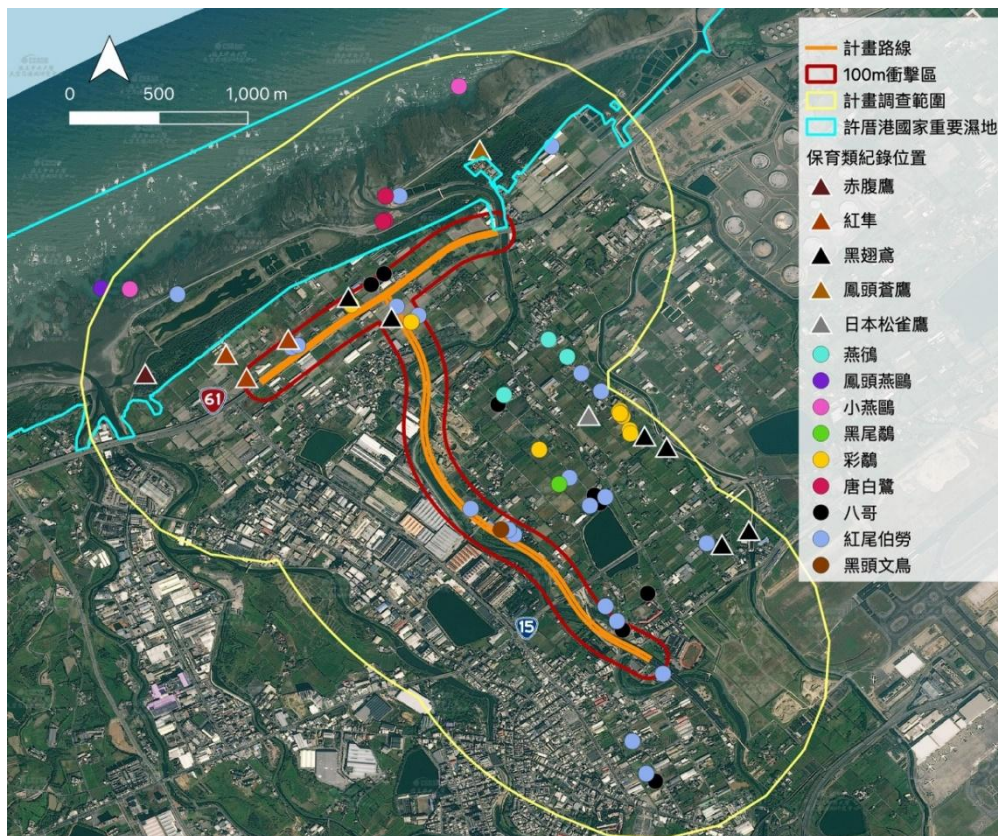 0 500 1,000 m
計畫路線
100m衝擊區
計畫調查範圍
許厝港國家重要濕地
保育類紀錄位置
赤腹鷹
紅隼
黑翅鳶
鳳頭蒼鷹
日本松雀鷹
燕鴴
鳳頭燕鷗
小燕鷗
黑尾鷸
彩鷸
唐白鷺
八哥
紅尾伯勞
黑頭文鳥
61
15